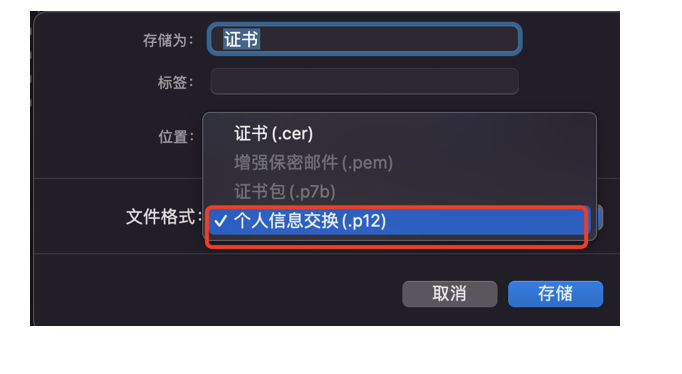 存储为: 证书
标签:
位置:
证书 (.cer)
增强保密邮件 (.pem)
证书包 (.p7b)
文件格式: ✓ 个人信息交换 (.p12)
取消 存储